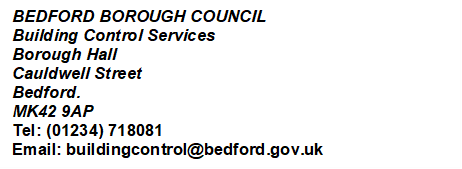 BEDFORD BOROUGH COUNCIL
Building Control Services
Borough Hall
Cauldwell Street
Bedford.
MK42 9AP
Tel: (01234) 718081
Email: buildingcontrol@bedford.gov.uk